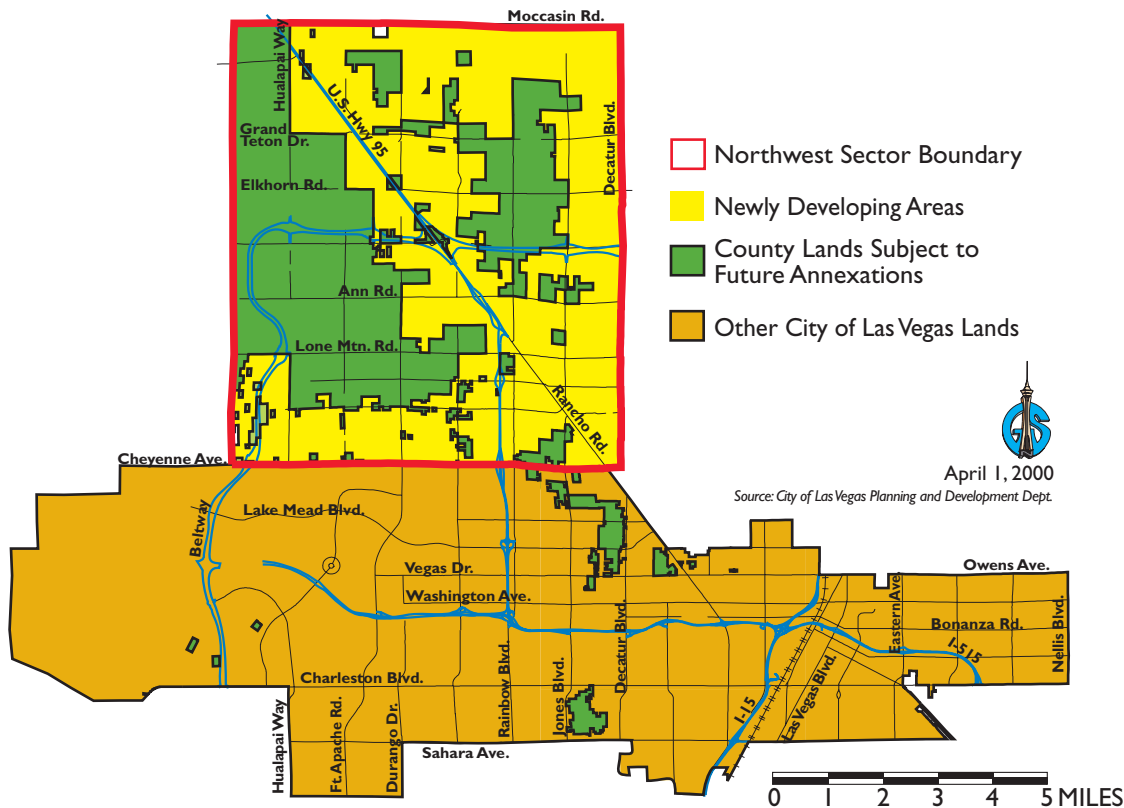 Moccasin Rd.
Hualapai Way
U.S. Hwy 95
Grand
Teton Dr.
Decatur Blvd.
Elkhorn Rd.
Ann Rd.
Lone Mtn. Rd.
Rancho Rd.
Northwest Sector Boundary
Newly Developing Areas
County Lands Subject to
Future Annexations
Other City of Las Vegas Lands
GS
April 1, 2000
Source: City of Las Vegas Planning and Development Dept.
Cheyenne Ave.
Beltway
Lake Mead Blvd.
Vegas Dr.
Washington Ave.
Owens Ave.
Eastern Ave.
Bonanza Rd.
Nellis Blvd.
I-515
Charleston Blvd.
Hualapai Way
Ft. Apache Rd.
Durango Dr.
Rainbow Blvd.
Jones Blvd.
Decatur Blvd.
I-15
Las Vegas Blvd.
Sahara Ave.
0 1 2 3 4 5 MILES